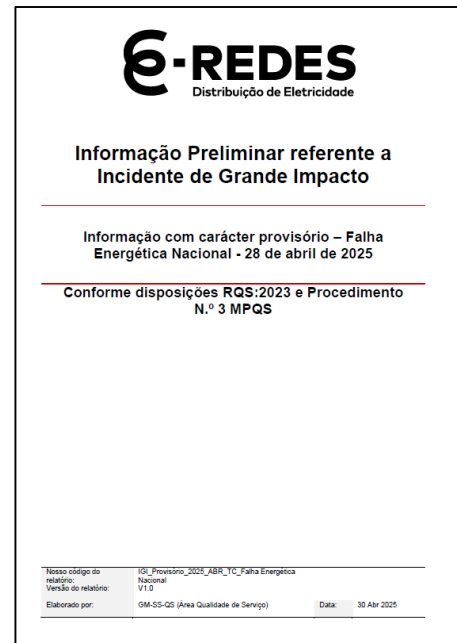 E-REDES
Distribuição de Eletricidade
Informação Preliminar referente a
Incidente de Grande Impacto
Informação com carácter provisório – Falha
Energética Nacional - 28 de abril de 2025
Conforme disposições RQS:2023 e Procedimento
N.º 3 MPQS
Nosso código do
relatório:
IGI_Provisório_2025_ABR_TC_Falha Energética
Nacional
Versão do relatório:
V1.0
Elaborado por:
GM-SS-QS (Área Qualidade de Serviço)
Data:
30 Abr 2025